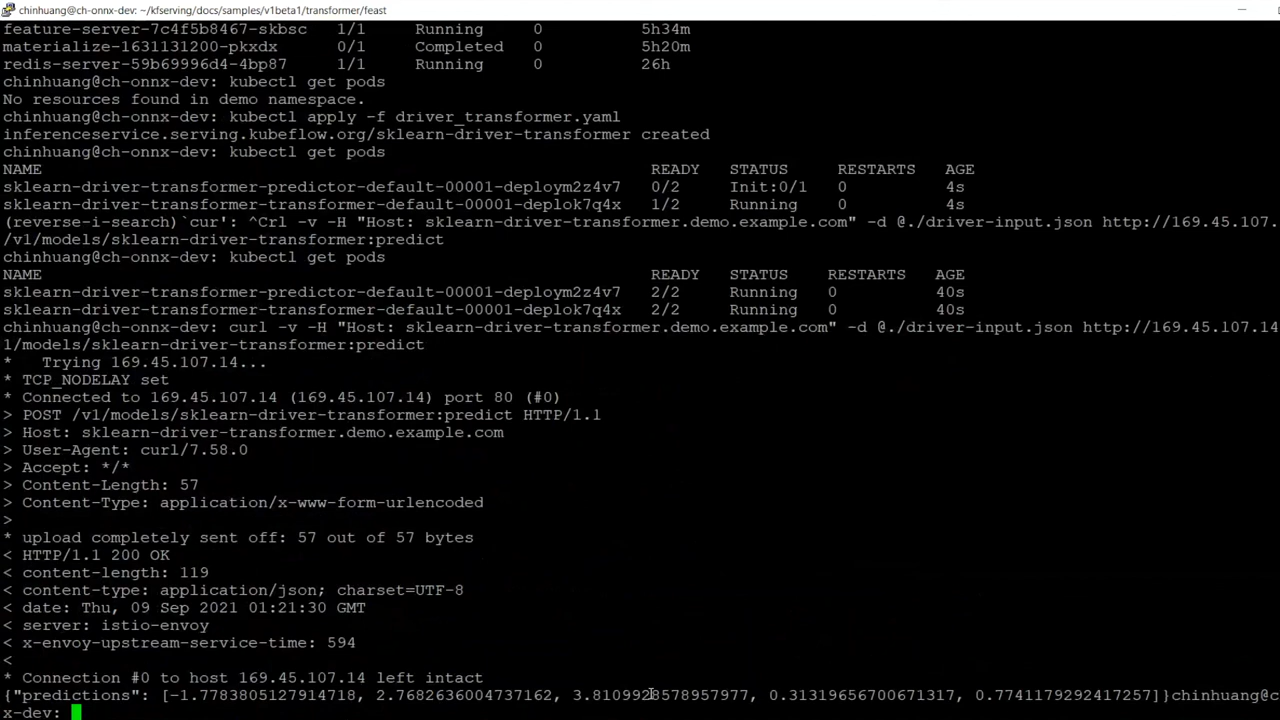 chinhuang@ch-onnx-dev: ~/kfserving/docs/samples/v1beta1/transformer/feast
feature-server-7c4f5b8467-skbsc 1/1 Running 0 5h34m
materialize-1631131200-pkxdx 0/1 Completed 0 5h20m
redis-server-59b69996d4-4bp87 1/1 Running 0 26h
chinhuang@ch-onnx-dev: kubectl get pods
No resources found in demo namespace.
chinhuang@ch-onnx-dev: kubectl apply -f driver_transformer.yaml
inferenceservice.serving.kubeflow.org/sklearn-driver-transformer created
chinhuang@ch-onnx-dev: kubectl get pods
NAME READY STATUS RESTARTS AGE
sklearn-driver-transformer-predictor-default-00001-deploym2z4v7 0/2 Init:0/1 0 4s
sklearn-driver-transformer-transformer-default-00001-deplok7q4x 1/2 Running 0 4s
(reverse-i-search)`cur': ^Crl -v -H "Host: sklearn-driver-transformer.demo.example.com" -d @./driver-input.json http://169.45.107.
/v1/models/sklearn-driver-transformer:predict
chinhuang@ch-onnx-dev: kubectl get pods
NAME READY STATUS RESTARTS AGE
sklearn-driver-transformer-predictor-default-00001-deploym2z4v7 2/2 Running 0 40s
sklearn-driver-transformer-transformer-default-00001-deplok7q4x 2/2 Running 0 40s
chinhuang@ch-onnx-dev: curl -v -H "Host: sklearn-driver-transformer.demo.example.com" -d @./driver-input.json http://169.45.107.14
1/models/sklearn-driver-transformer:predict
* Trying 169.45.107.14...
* TCP_NODELAY set
* Connected to 169.45.107.14 (169.45.107.14) port 80 (#0)
> POST /v1/models/sklearn-driver-transformer:predict HTTP/1.1
> Host: sklearn-driver-transformer.demo.example.com
> User-Agent: curl/7.58.0
> Accept: */*
> Content-Length: 57
> Content-Type: application/x-www-form-urlencoded
>
* upload completely sent off: 57 out of 57 bytes
< HTTP/1.1 200 OK
< content-length: 119
< content-type: application/json; charset=UTF-8
< date: Thu, 09 Sep 2021 01:21:30 GMT
< server: istio-envoy
< x-envoy-upstream-service-time: 594
<
* Connection #0 to host 169.45.107.14 left intact
{"predictions": [-1.7783805127914718, 2.7682636004737162, 3.8109928578957977, 0.31319656700671317, 0.7741179292417257]}chinhuang@c
x-dev: